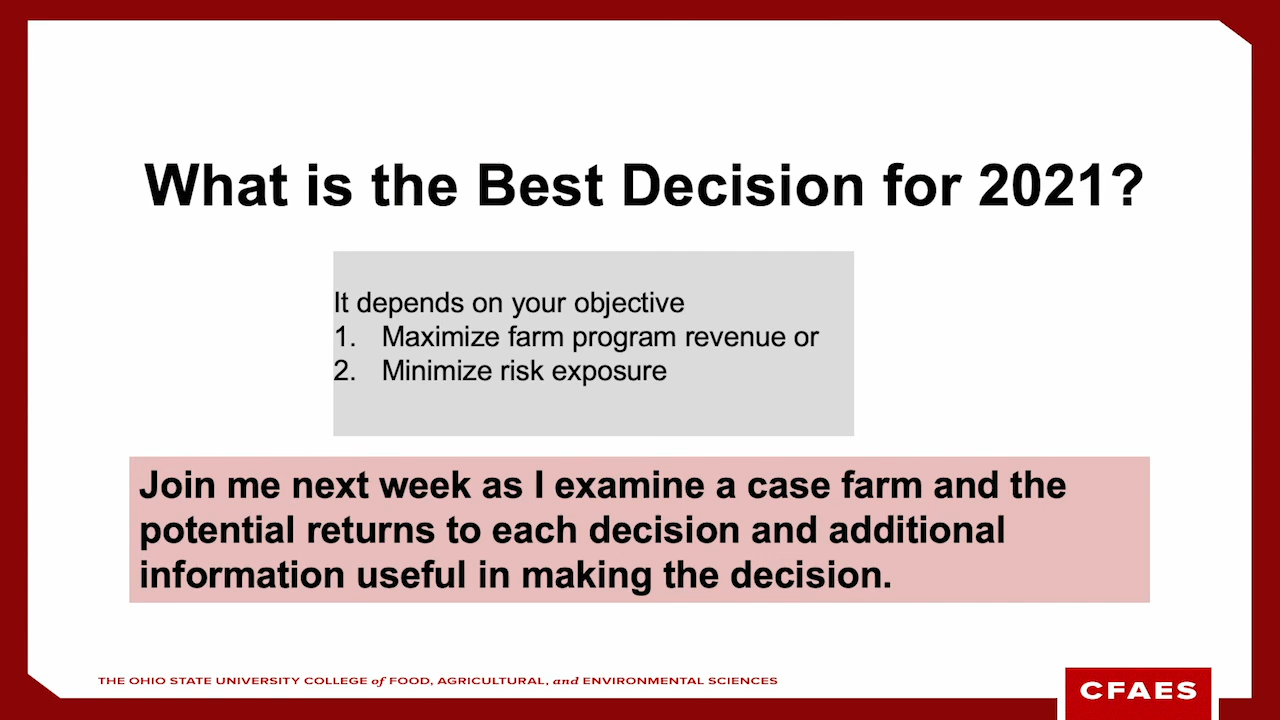 What is the Best Decision for 2021?
It depends on your objective
1. Maximize farm program revenue or
2. Minimize risk exposure
Join me next week as I examine a case farm and the
potential returns to each decision and additional
information useful in making the decision.
THE OHIO STATE UNIVERSITY COLLEGE of FOOD, AGRICULTURAL, and ENVIRONMENTAL SCIENCES
CFAES